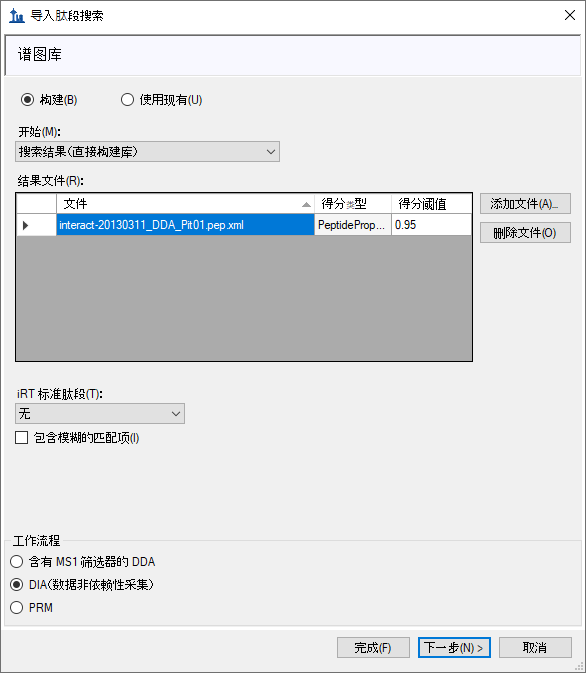 导入肽段搜索
谱图库
构建(B) 使用现有(U)
开始(M):
搜索结果(直接构建库)
结果文件(R):
文件 得分类型 得分阈值
interact-20130311_DDA_Pit01.pep.xml PeptideProp... 0.95
添加文件(A)...
删除文件(O)
iRT 标准肽段(T):
无
包含模糊的匹配项(I)
工作流程
含有 MS1 筛选器的 DDA
DIA(数据非依赖性采集)
PRM
完成(F) 下一步(N) > 取消